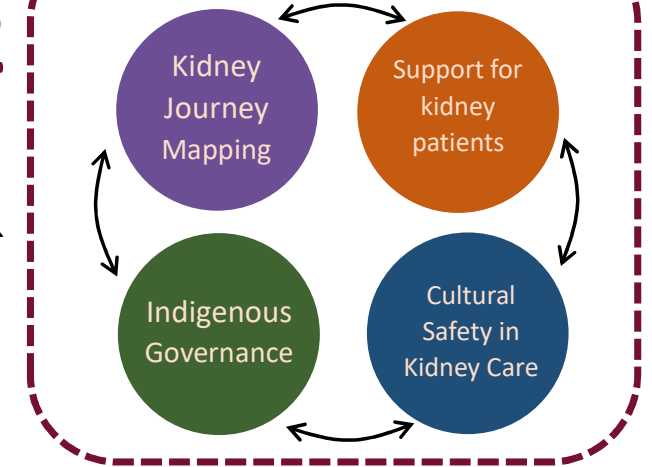 Kidney
Journey
Mapping
Support for
kidney
patients
Indigenous
Governance
Cultural
Safety in
Kidney Care